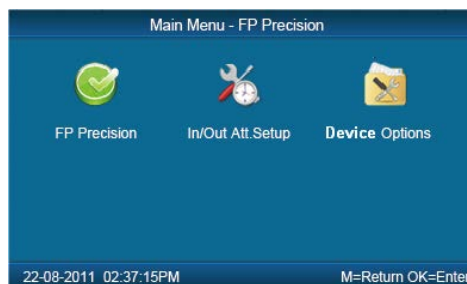 Main Menu - FP Precision
FP Precision In/Out Att.Setup Device Options
22-08-2011 02:37:15PM M=Return OK=Enter